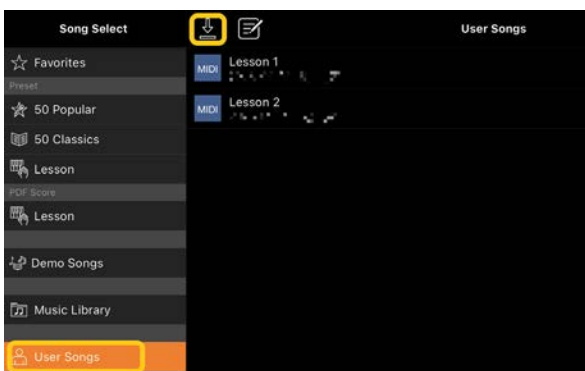 Song Select
User Songs
Favorites
Preset
50 Popular
50 Classics
Lesson
PDF Score
Lesson
Demo Songs
Music Library
User Songs
MIDI
Lesson 1
MIDI
Lesson 2